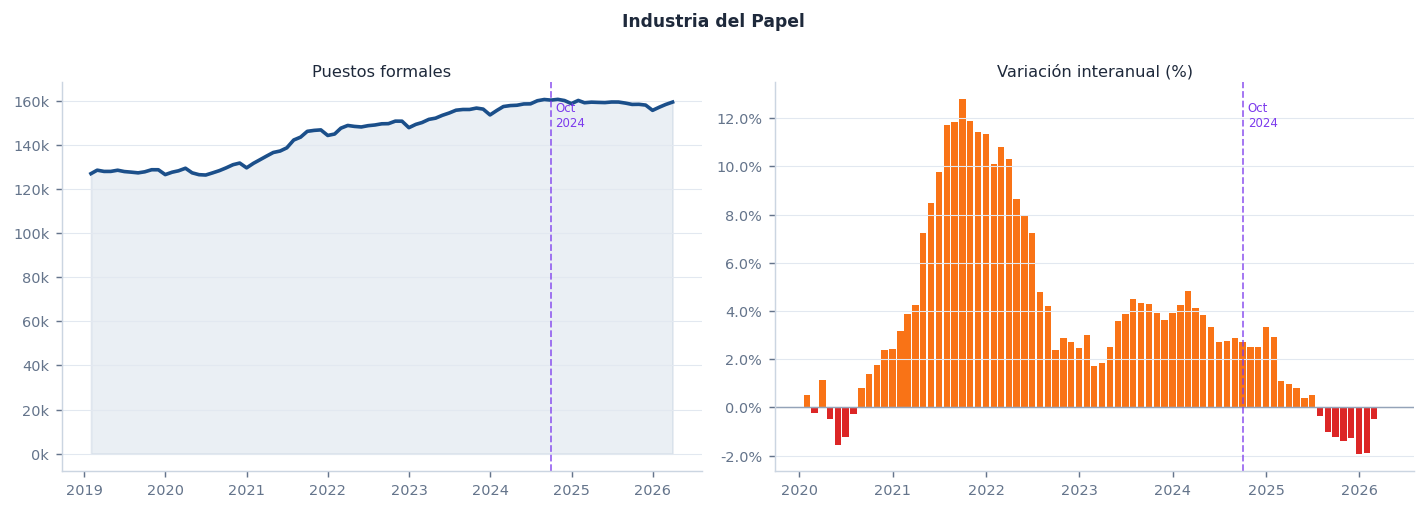 Industria del Papel
Puestos formales
160k
140k
120k
100k
80k
60k
40k
20k
0k
Oct
2024
2019
2020
2021
2022
2023
2024
2025
2026
Variación interanual (%)
12.0%
10.0%
8.0%
6.0%
4.0%
2.0%
0.0%
-2.0%
Oct
2024
2020
2021
2022
2023
2024
2025
2026